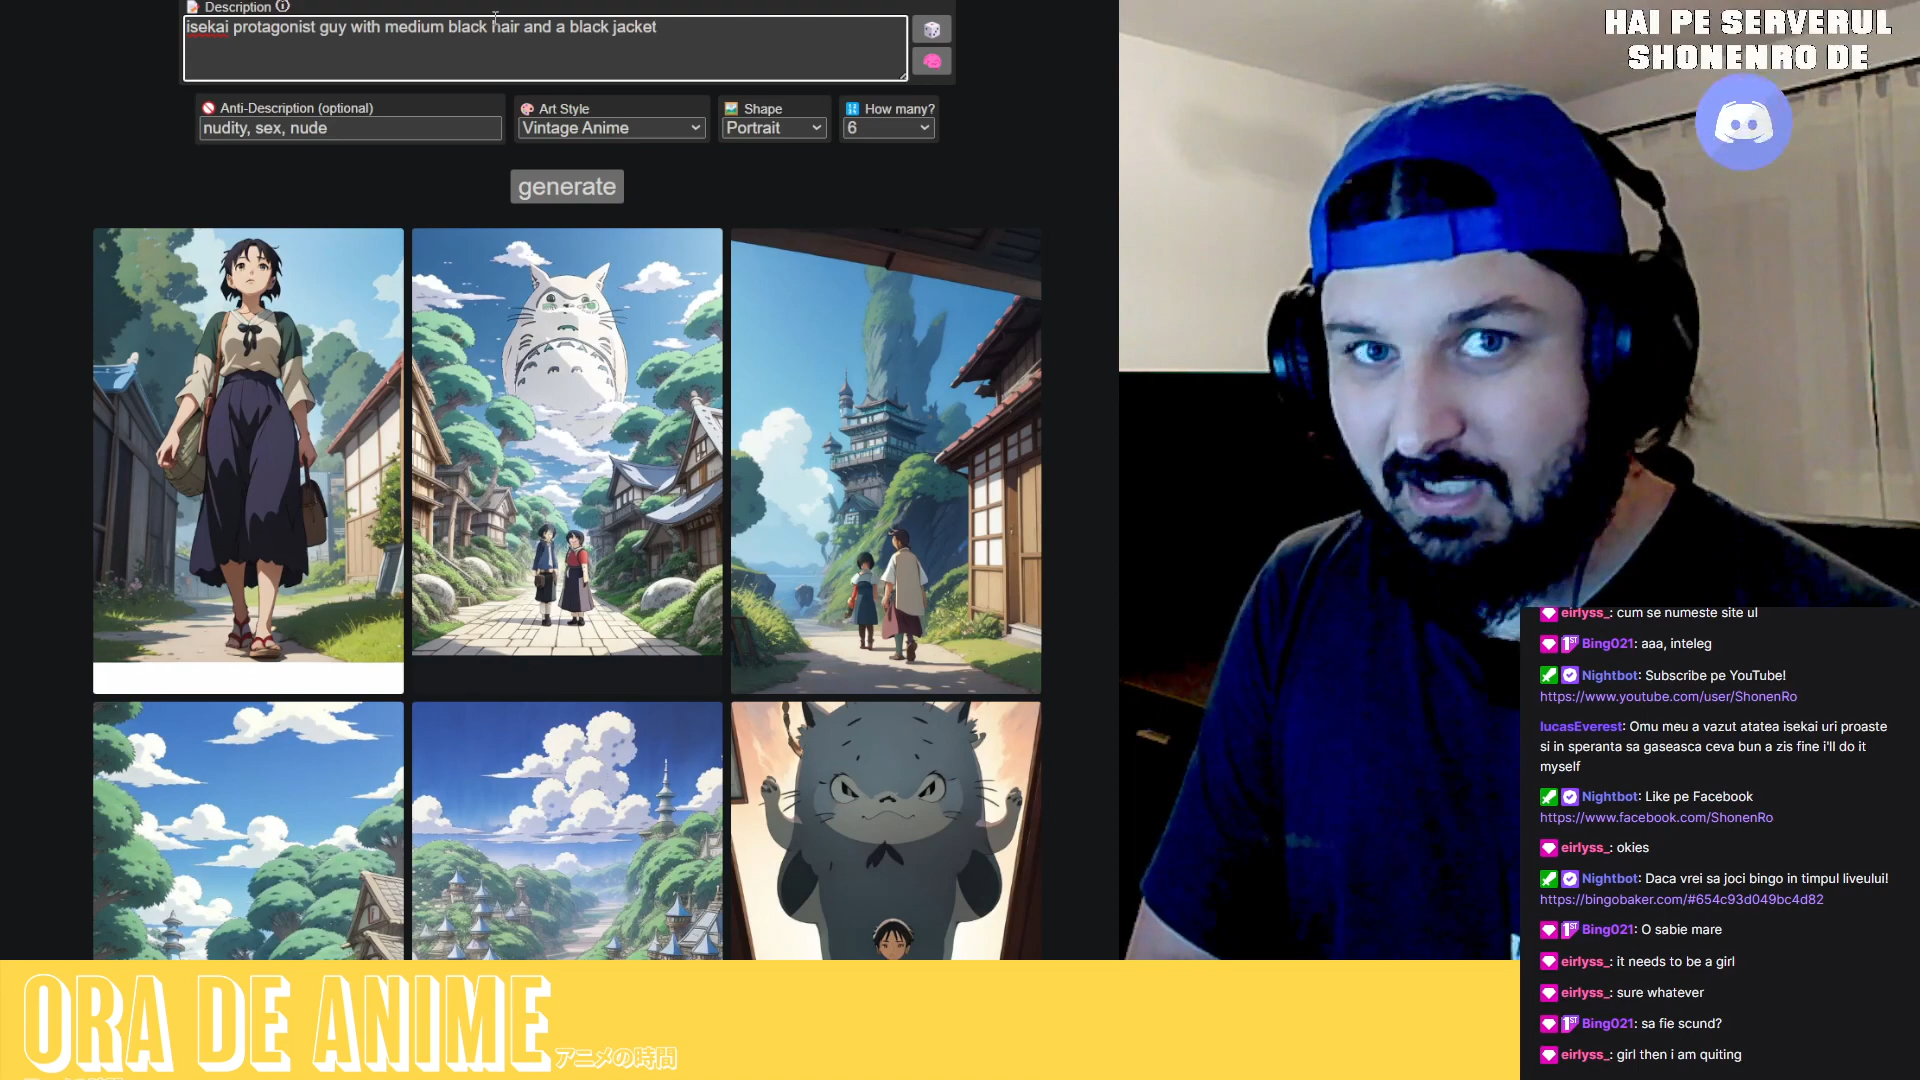 Description
isekai protagonist guy with medium black hair and a black jacket
Anti-Description (optional)
nudity, sex, nude
Art Style
Vintage Anime
Shape
Portrait
How many?
6
generate
HAI PE SERVERUL
SHONENRO DE
eirlyss_: cum se numeste site ul
Bing021: aaa, inteleg
Nightbot: Subscribe pe YouTube!
https://www.youtube.com/user/ShonenRo
lucasEverest: Omu meu a vazut atatea isekai uri proaste
si in speranta sa gaseasca ceva bun a zis fine i'll do it
myself
Nightbot: Like pe Facebook
https://www.facebook.com/ShonenRo
eirlyss_: okies
Nightbot: Daca vrei sa joci bingo in timpul liveului!
https://bingobaker.com/#654c93d049bc4d82
Bing021: O sabie mare
eirlyss_: it needs to be a girl
eirlyss_: sure whatever
Bing021: sa fie scund?
eirlyss_: girl then i am quiting
ORA DE ANIME
アニメの時間